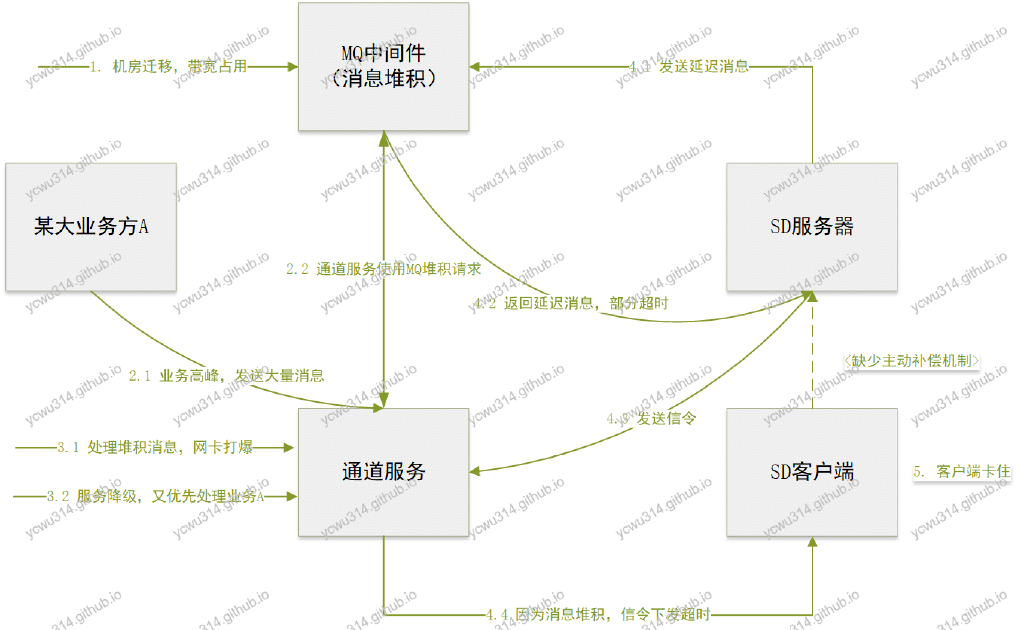 MQ中间件
（消息堆积）
1. 机房迁移，带宽占用
4.1 发送延迟消息
某大业务方A
SD服务器
2.2 通道服务使用MQ堆积请求
4.2 返回延迟消息，部分超时
2.1 业务高峰，发送大量消息
<缺少主动补偿机制>
4.3 发送信令
3.1 处理堆积消息，网卡打爆
通道服务
SD客户端
5. 客户端卡住
3.2 服务降级，又优先处理业务A
4.4 因为消息堆积，信令下发超时
ycwu314.github.io